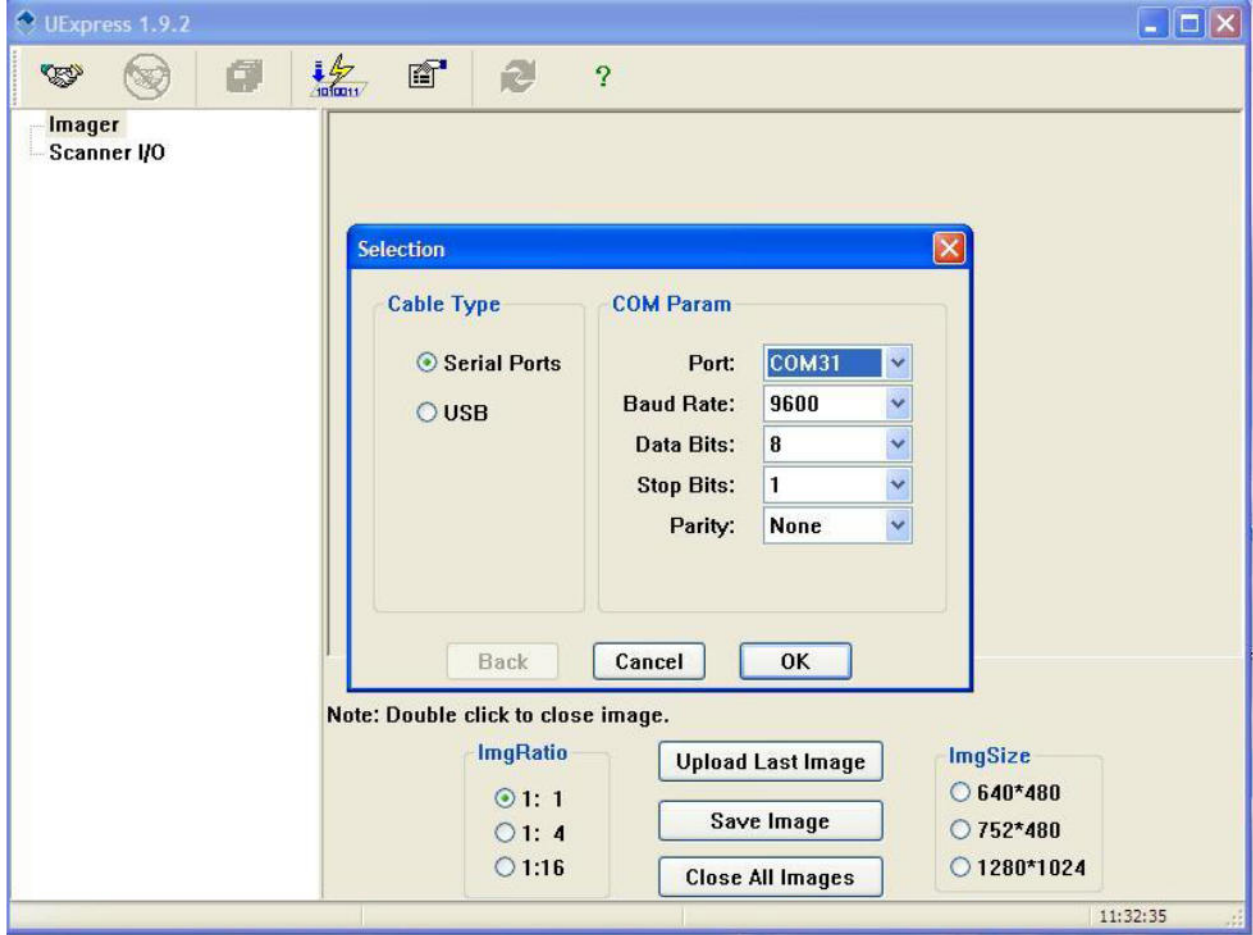 UExpress 1.9.2
1010011
?
Imager
Scanner I/O
Selection
Cable Type
COM Param
Serial Ports
USB
Port: COM31
Baud Rate: 9600
Data Bits: 8
Stop Bits: 1
Parity: None
Back Cancel OK
Note: Double click to close image.
ImgRatio
1: 1
1: 4
1:16
Upload Last Image
Save Image
Close All Images
ImgSize
640*480
752*480
1280*1024
11:32:35